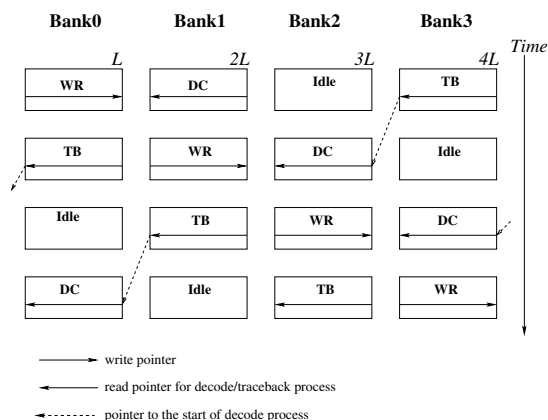 Bank0 Bank1 Bank2 Bank3
Time
L 2L 3L 4L
WR DC Idle TB
TB WR DC Idle
Idle TB WR DC
DC Idle TB WR
write pointer
read pointer for decode/traceback process
pointer to the start of decode process